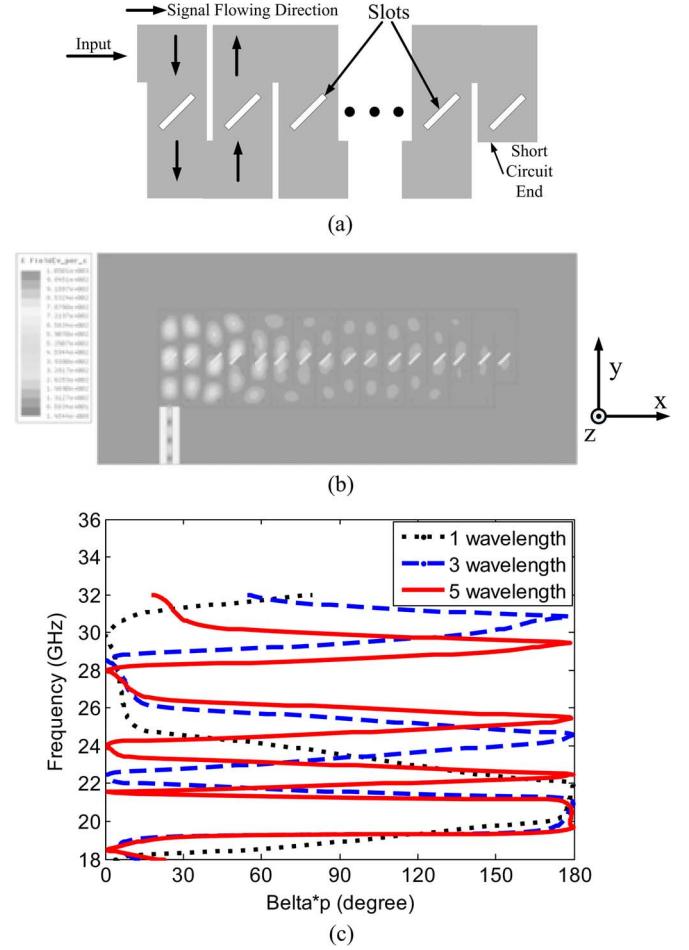 Signal Flowing Direction
Slots
Input
Short
Circuit
End
(a)
y
x
z
(b)
36
34
32
30
28
26
24
22
20
18
Frequency (GHz)
1 wavelength
3 wavelength
5 wavelength
0 30 60 90 120 150 180
Beta*p (degree)
(c)